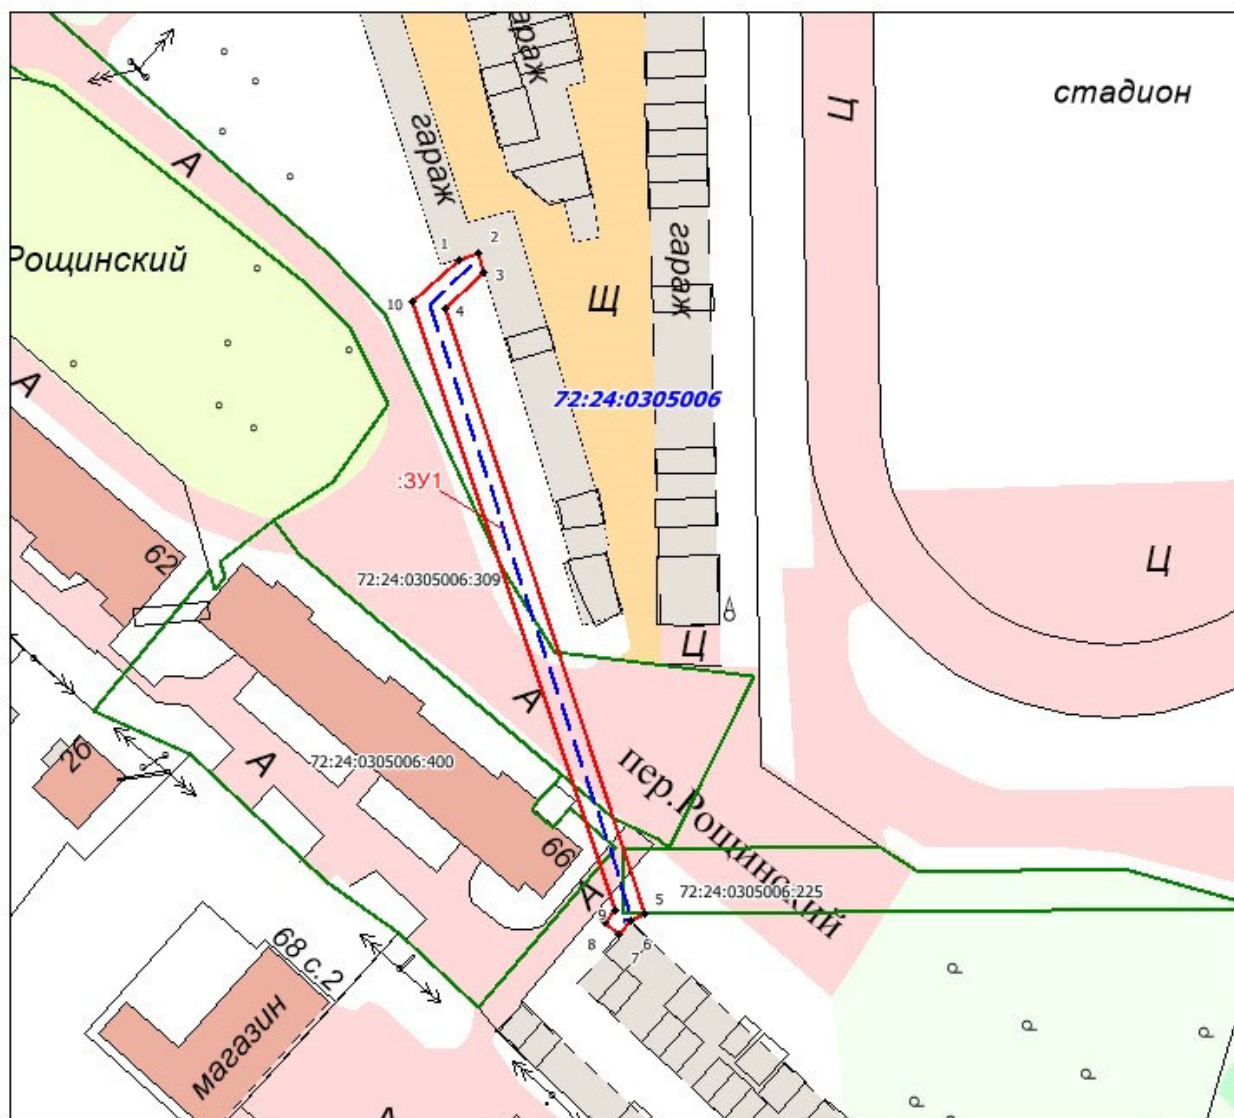 гараж
стадион
А
Ц
гараж
Рощинский
1
2
3
гараж
10
4
Щ
А
72:24:0305006
:ЗУ1
62
Ц
72:24:0305006:309
Ц
А
26
А
72:24:0305006:400
пер.Рощинский
66
А
72:24:0305006:225
9
5
8
6
7
68 с.2
магазин
А